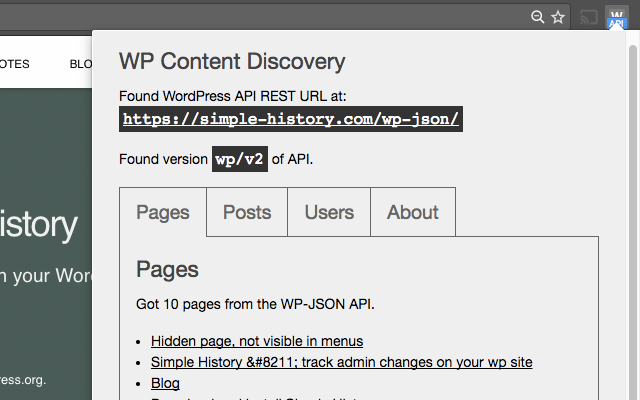 W
API
OTES
WP Content Discovery
Found WordPress API REST URL at:
https://simple-history.com/wp-json/
Found version wp/v2 of API.
Pages Posts Users About
Pages
Got 10 pages from the WP-JSON API.
Hidden page, not visible in menus
Simple History &#8211; track admin changes on your wp site
Blog
istory
n your Wor
ress.org.